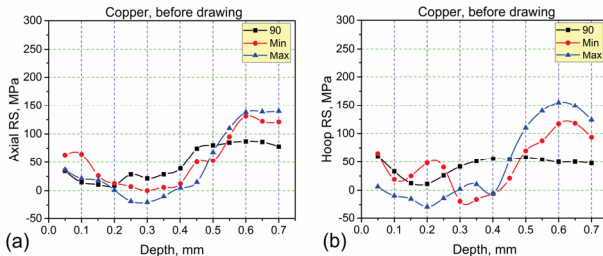 Copper, before drawing
300
250
200
150
100
50
0
-50
Axial RS, MPa
90
Min
Max
0.0 0.1 0.2 0.3 0.4 0.5 0.6 0.7
(a) Depth, mm
Copper, before drawing
300
250
200
150
100
50
0
-50
Hoop RS, MPa
90
Min
Max
0.0 0.1 0.2 0.3 0.4 0.5 0.6 0.7
(b) Depth, mm